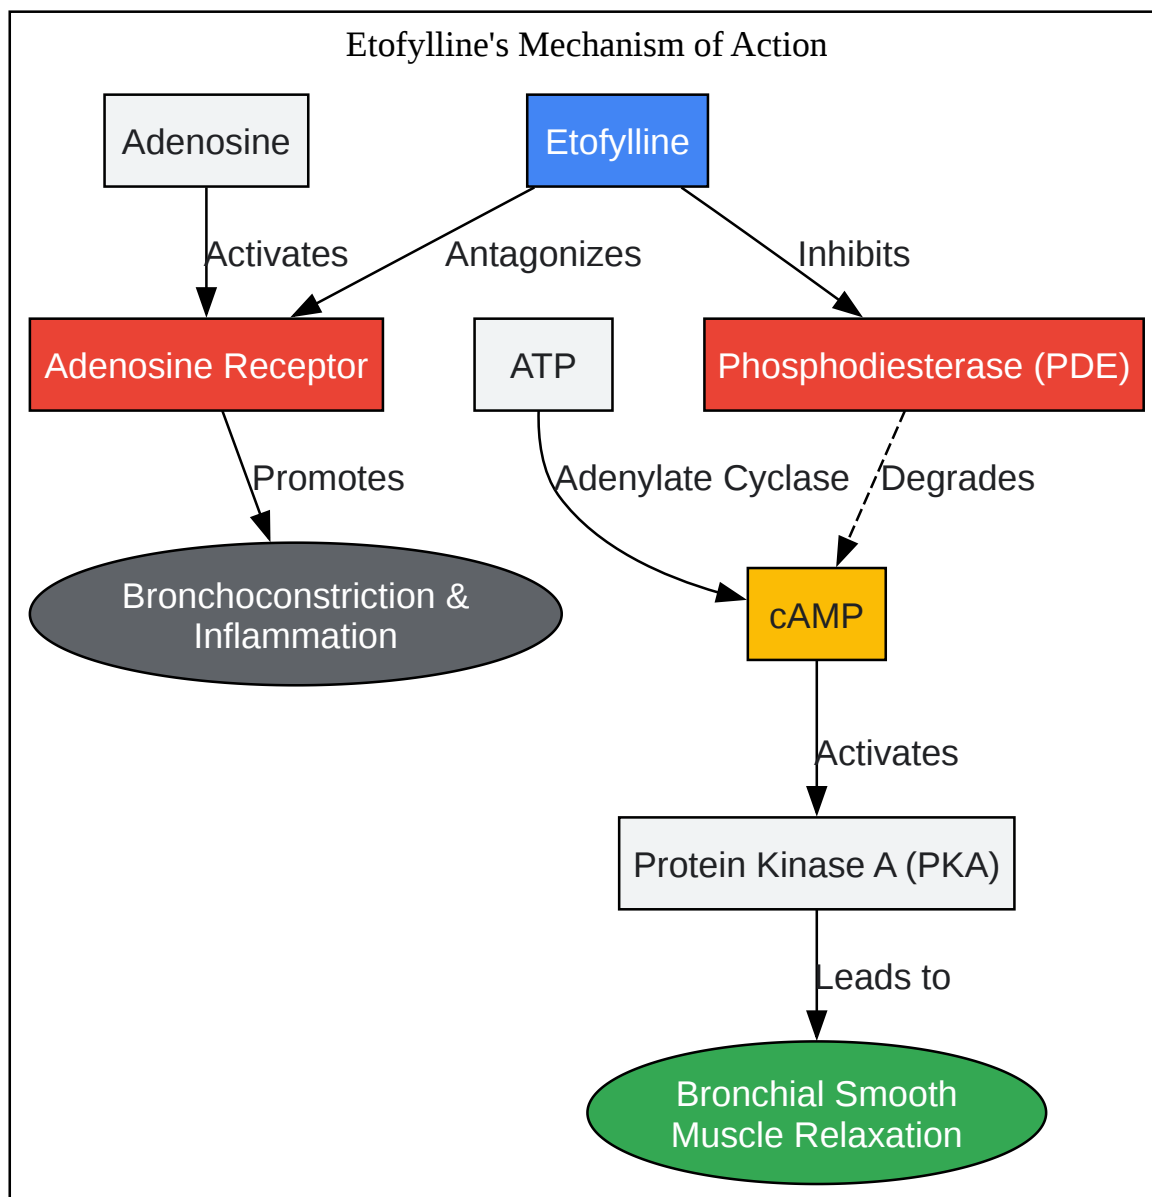 Etofylline's Mechanism of Action
Adenosine
Etofylline
Activates
Antagonizes
Inhibits
Adenosine Receptor
ATP
Phosphodiesterase (PDE)
Promotes
Adenylate Cyclase
Degrades
Bronchoconstriction &
Inflammation
cAMP
Activates
Protein Kinase A (PKA)
Leads to
Bronchial Smooth
Muscle Relaxation